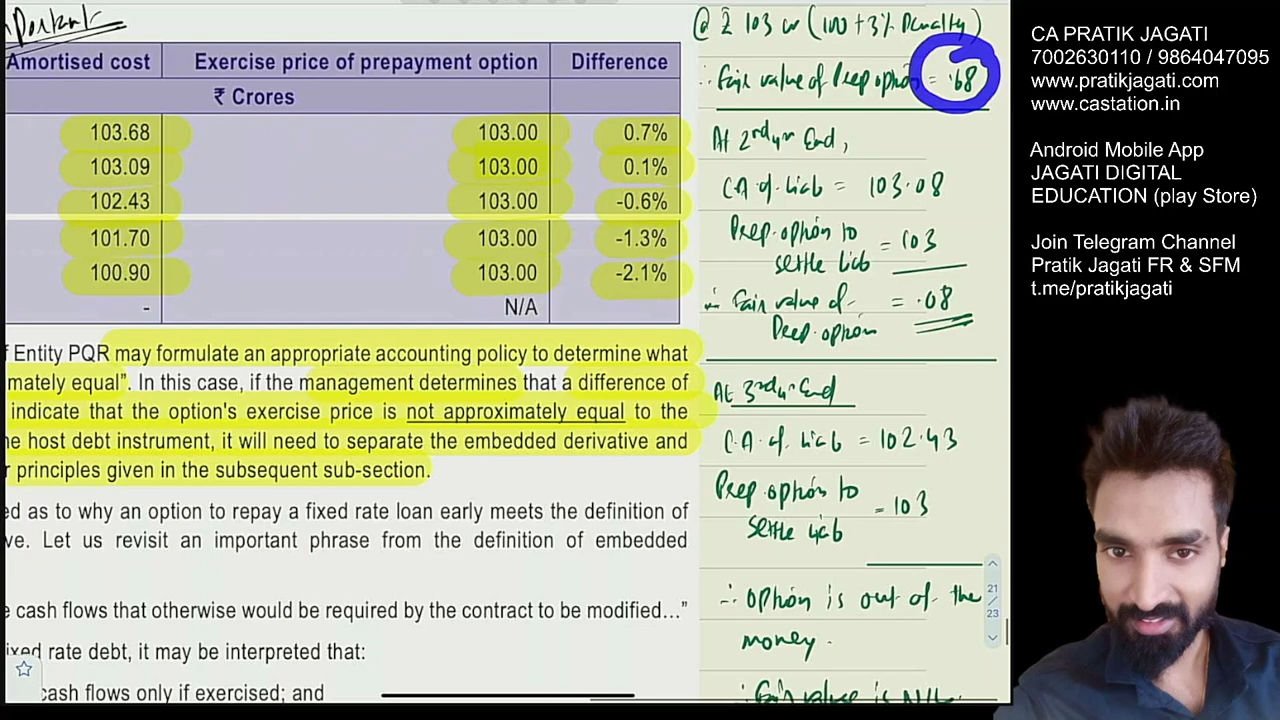 Amortised cost Exercise price of prepayment option Difference
₹ Crores
103.68 103.00 0.7%
103.09 103.00 0.1%
102.43 103.00 -0.6%
101.70 103.00 -1.3%
100.90 103.00 -2.1%
- N/A
f Entity PQR may formulate an appropriate accounting policy to determine what
mately equal”. In this case, if the management determines that a difference of
indicate that the option's exercise price is not approximately equal to the
he host debt instrument, it will need to separate the embedded derivative and
r principles given in the subsequent sub-section.
ed as to why an option to repay a fixed rate loan early meets the definition of
ve. Let us revisit an important phrase from the definition of embedded
e cash flows that otherwise would be required by the contract to be modified...”
ixed rate debt, it may be interpreted that:
cash flows only if exercised; and
@ ₹ 103 (100 + 3% Penalty)
∴ Fair value of Prep option = .68
At 2nd yr End,
C.A. of Liab = 103.08
Prep. option to
settle Liab = 103
∴ Fair value of = .08
Prep. option
At 3rd yr End
C.A. of Liab = 102.43
Prep option to
settle Liab = 103
∴ option is out of the
money.
∴ Fair value is Nil.
21
/
23
CA PRATIK JAGATI
7002630110 / 9864047095
www.pratikjagati.com
www.castation.in
Android Mobile App
JAGATI DIGITAL
EDUCATION (play Store)
Join Telegram Channel
Pratik Jagati FR & SFM
t.me/pratikjagati